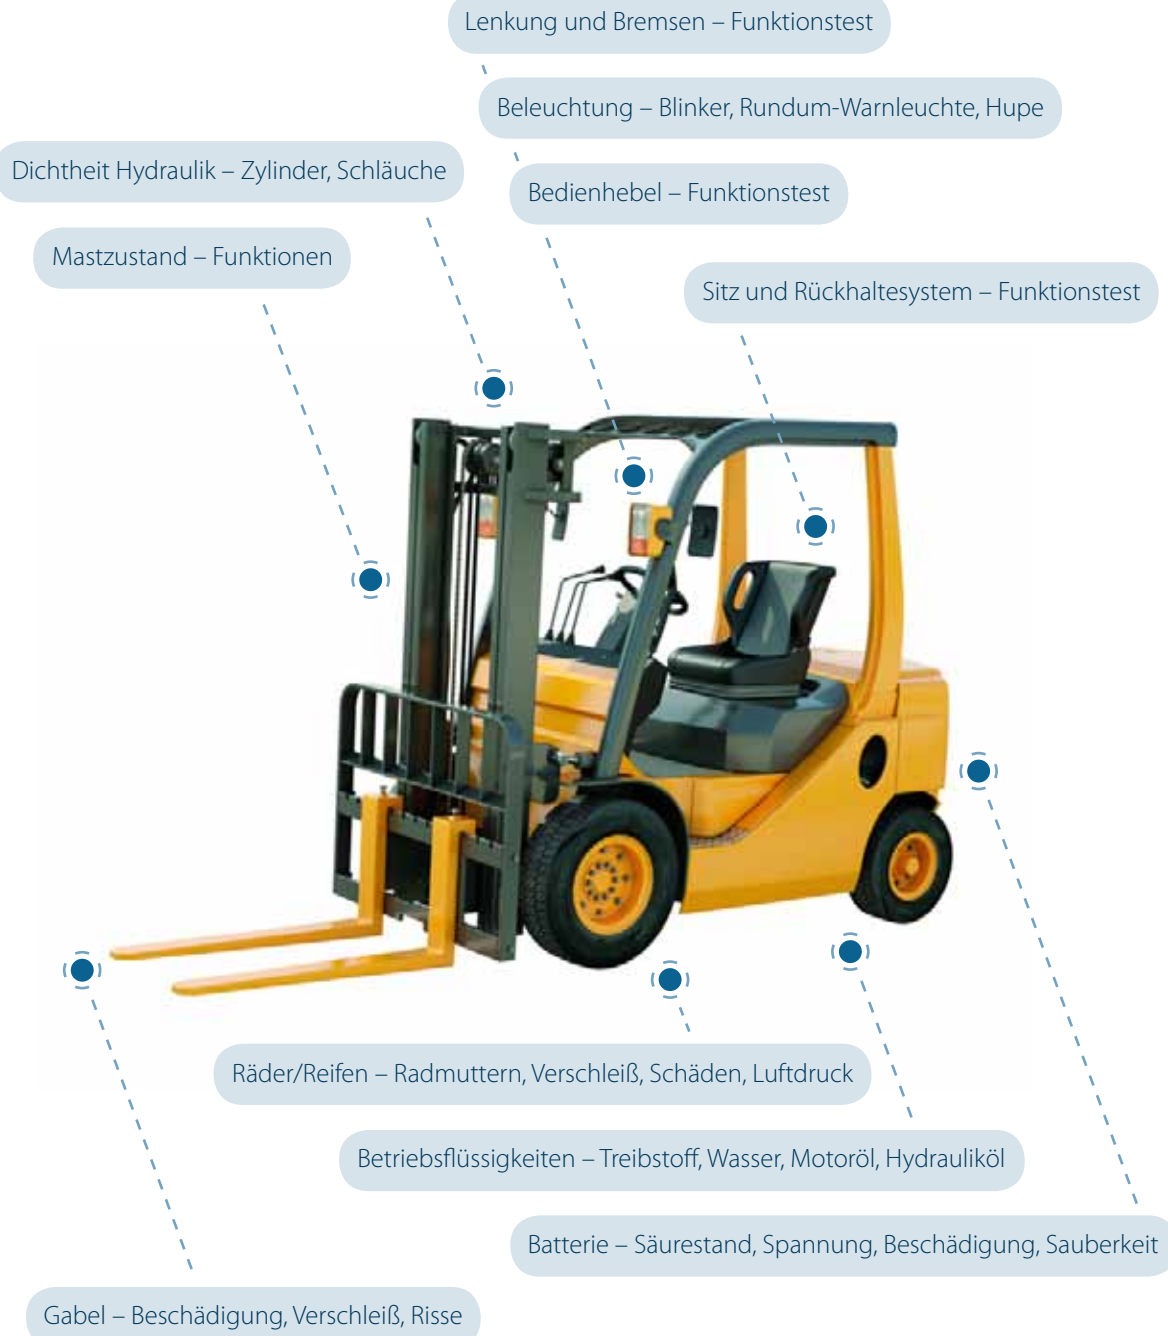 Lenkung und Bremsen – Funktionstest
Beleuchtung – Blinker, Rundum-Warnleuchte, Hupe
Dichtheit Hydraulik – Zylinder, Schläuche
Bedienhebel – Funktionstest
Mastzustand – Funktionen
Sitz und Rückhaltesystem – Funktionstest
Räder/Reifen – Radmuttern, Verschleiß, Schäden, Luftdruck
Betriebsflüssigkeiten – Treibstoff, Wasser, Motoröl, Hydrauliköl
Batterie – Säurestand, Spannung, Beschädigung, Sauberkeit
Gabel – Beschädigung, Verschleiß, Risse